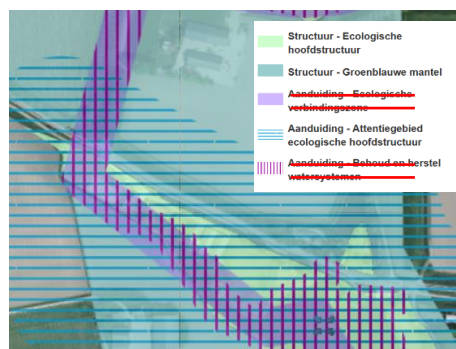 Structuur - Ecologische
hoofdstructuur
Structuur - Groenblauwe mantel
Aanduiding - Ecologische
verbindingszone
Aanduiding - Attentiegebied
ecologische hoofdstructuur
Aanduiding - Behoud en herstel
watersystemen